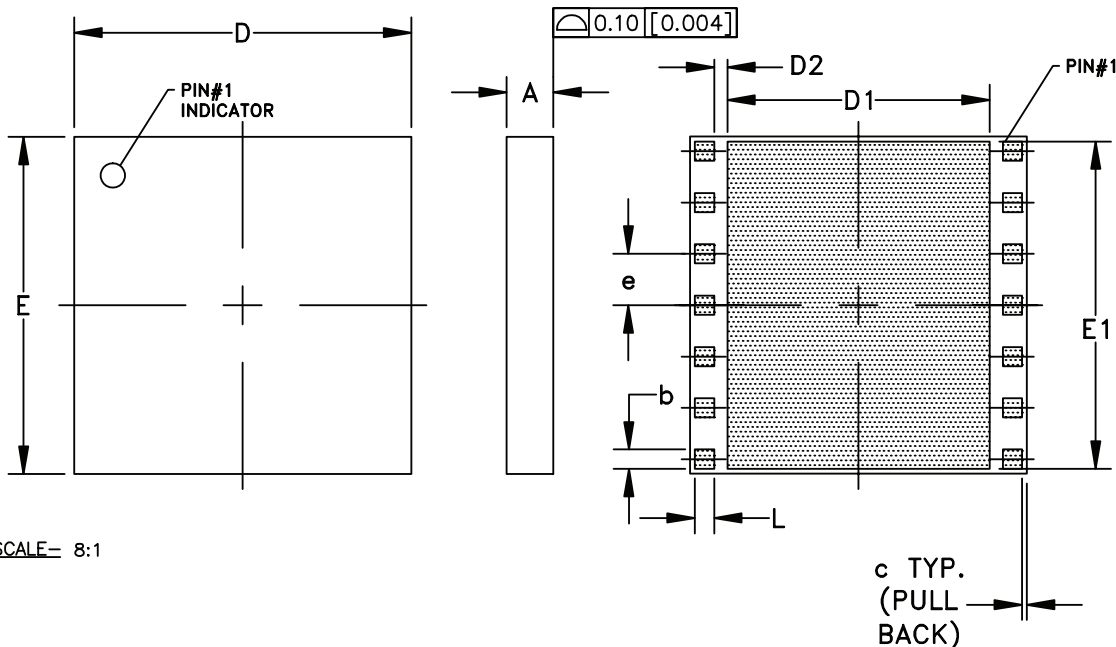 D
0.10 [0.004]
PIN#1
INDICATOR
A
D2
D1
PIN#1
E
e
b
E1
L
SCALE— 8:1
c TYP.
(PULL
BACK)